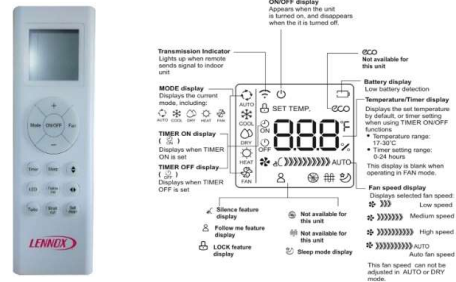 ON/OFF display
Appears when the unit
is turned on, and disappears
when the it is turned off.
Transmission Indicator
Lights up when remote
sends signal to indoor
unit
eco
Not available for
this unit
MODE display
Displays the current
mode, including:
AUTO COOL DRY HEAT FAN
Battery display
Low battery detection
Temperature/Timer display
Displays the set temperature
by default, or timer setting
when using TIMER ON/OFF
functions
• Temperature range:
17-30°C
• Timer setting range:
0-24 hours
This display is blank when
operating in FAN mode.
TIMER ON display
Displays when TIMER
ON is set
TIMER OFF display
Displays when TIMER
OFF is set
AUTO
COOL
DRY
HEAT
FAN
SET TEMP.
eco
ON
OFF
888
°F
AUTO
Fan speed display
Displays selected fan speed:
Low speed
Medium speed
High speed
AUTO
Auto fan speed
This fan speed can not be
adjusted in AUTO or DRY
mode.
Silence feature
display
Follow me feature
display
LOCK feature
display
Not available for
this unit
Not available for
this unit
Sleep mode display
Mode
ON/OFF
Fan
Timer
Sleep
LED
Turbo
LENNOX